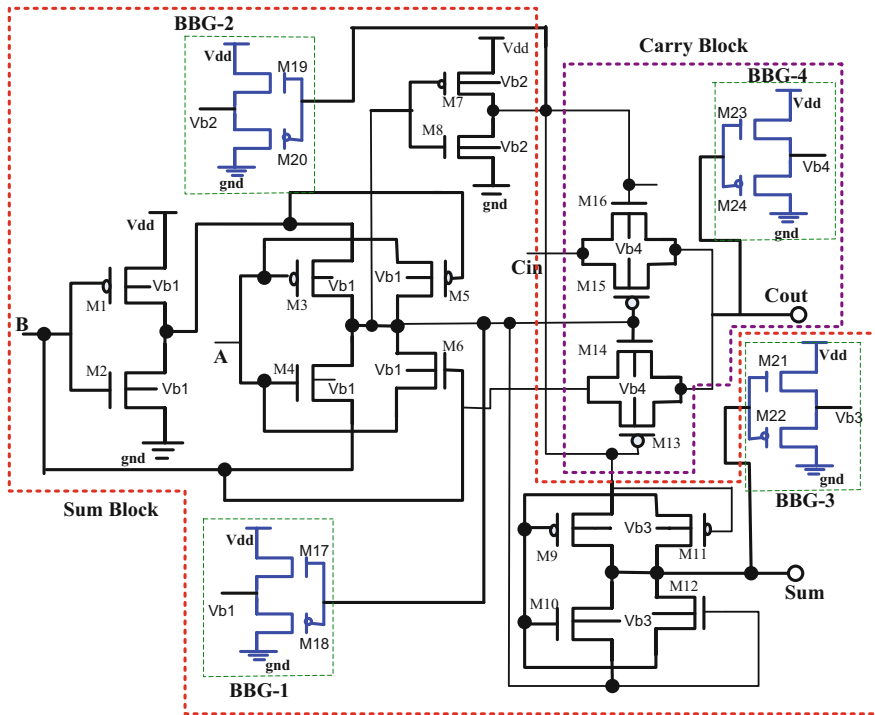 BBG-2
Vdd
M19
Vb2
M20
gnd
Vdd
Vb2
M7
M8
Vb2
gnd
Carry Block
BBG-4
M23
Vdd
Vb4
M24
gnd
M16
Vb4
Cin
M15
Cout
Vdd
M1
B
M2
Vb1
Vb1
gnd
Vb1
M3
Vb1
M5
A
M4
Vb1
Vb1
M6
M14
Vb4
M13
M21
Vdd
M22
Vb3
gnd
BBG-3
Sum Block
Vdd
M17
Vb1
M18
gnd
BBG-1
M9
Vb3
M11
M10
Vb3
M12
Sum